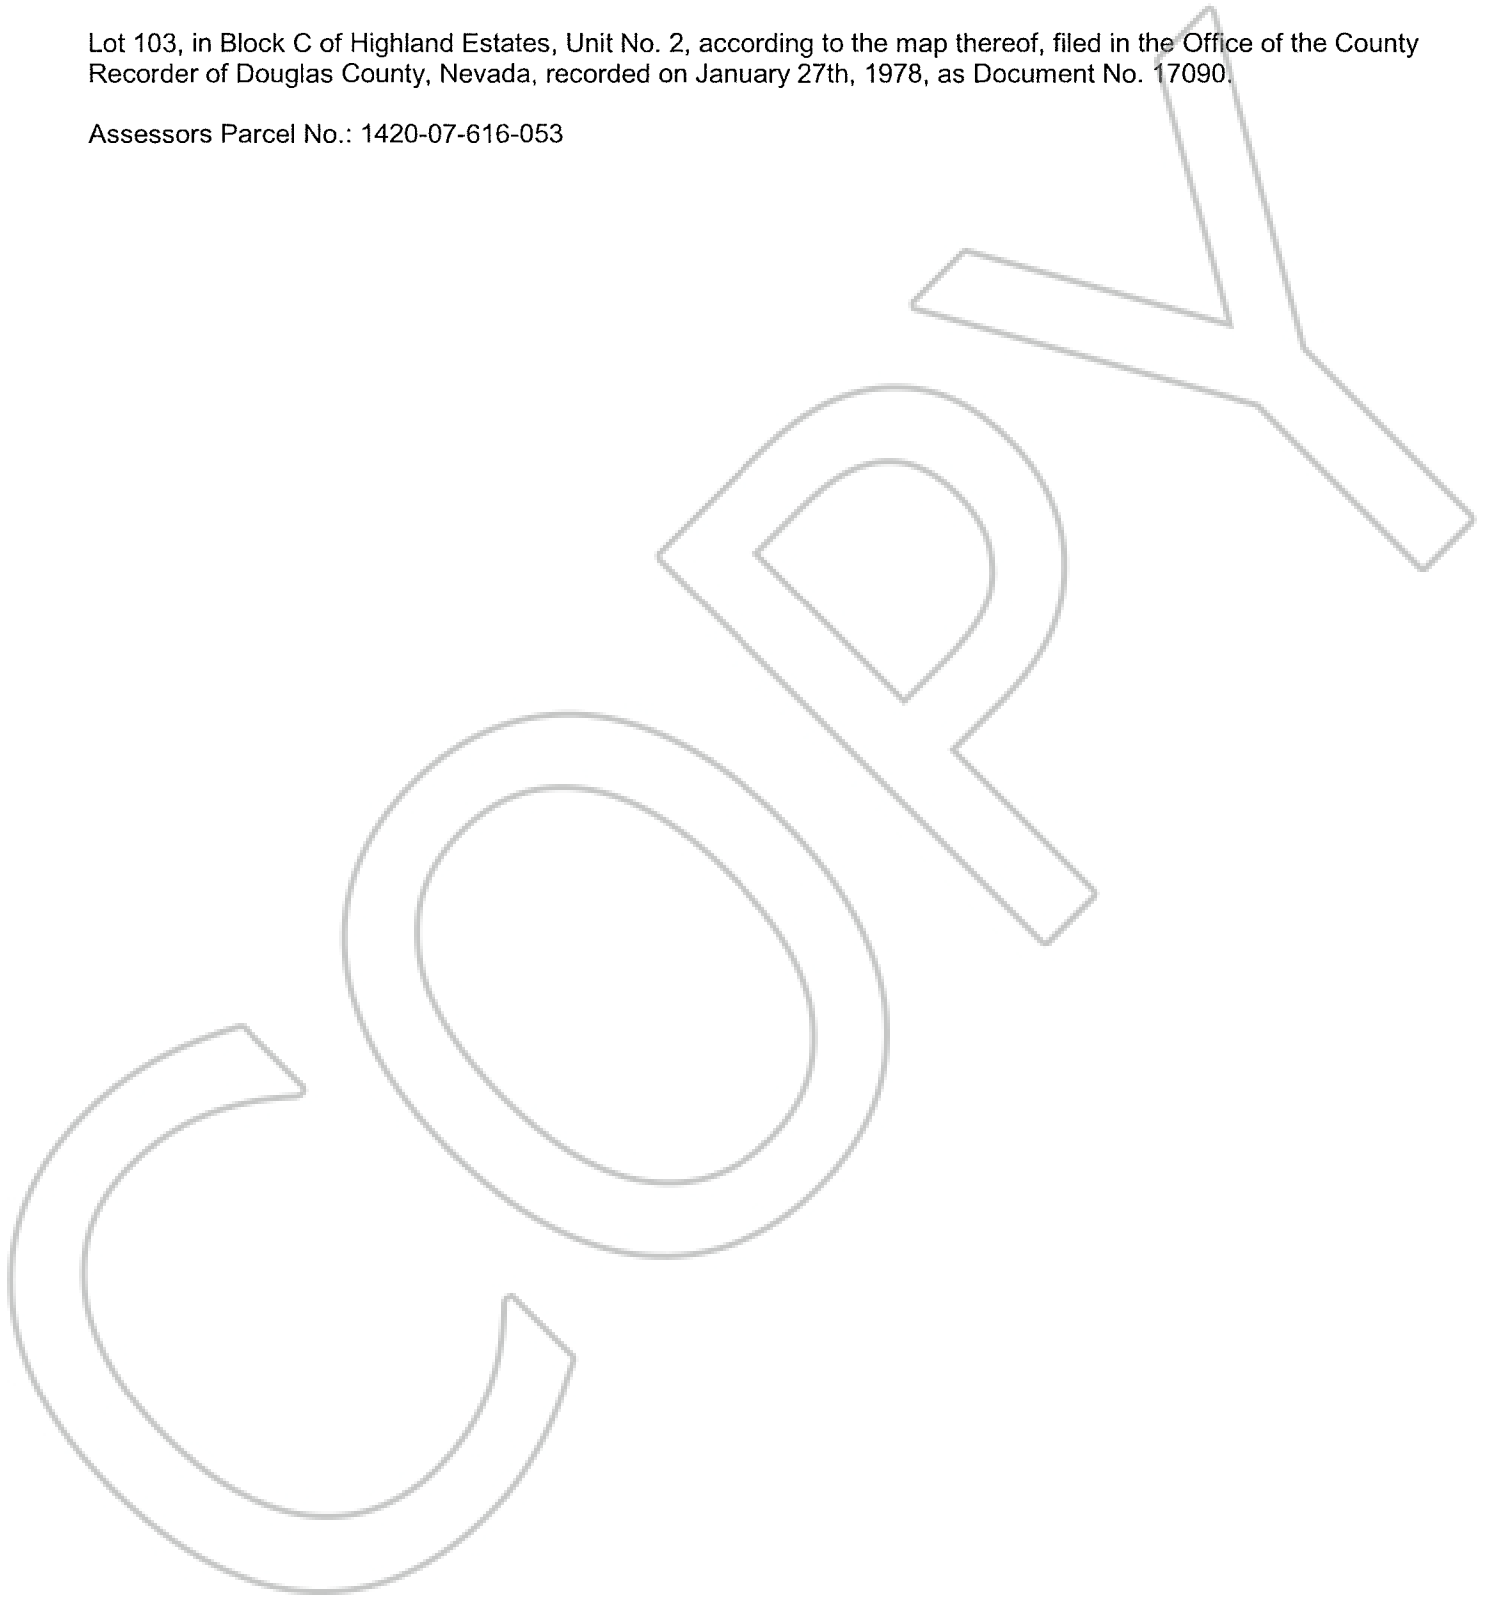 Lot 103, in Block C of Highland Estates, Unit No. 2, according to the map thereof, filed in the Office of the County
Recorder of Douglas County, Nevada, recorded on January 27th, 1978, as Document No. 17090.
Assessors Parcel No.: 1420-07-616-053
COPY